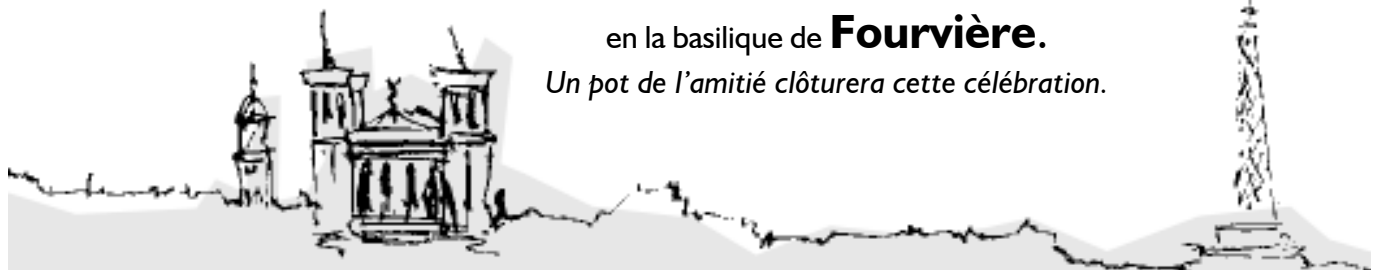 en la basilique de Fourvière.
Un pot de l’amitié clôturera cette célébration.